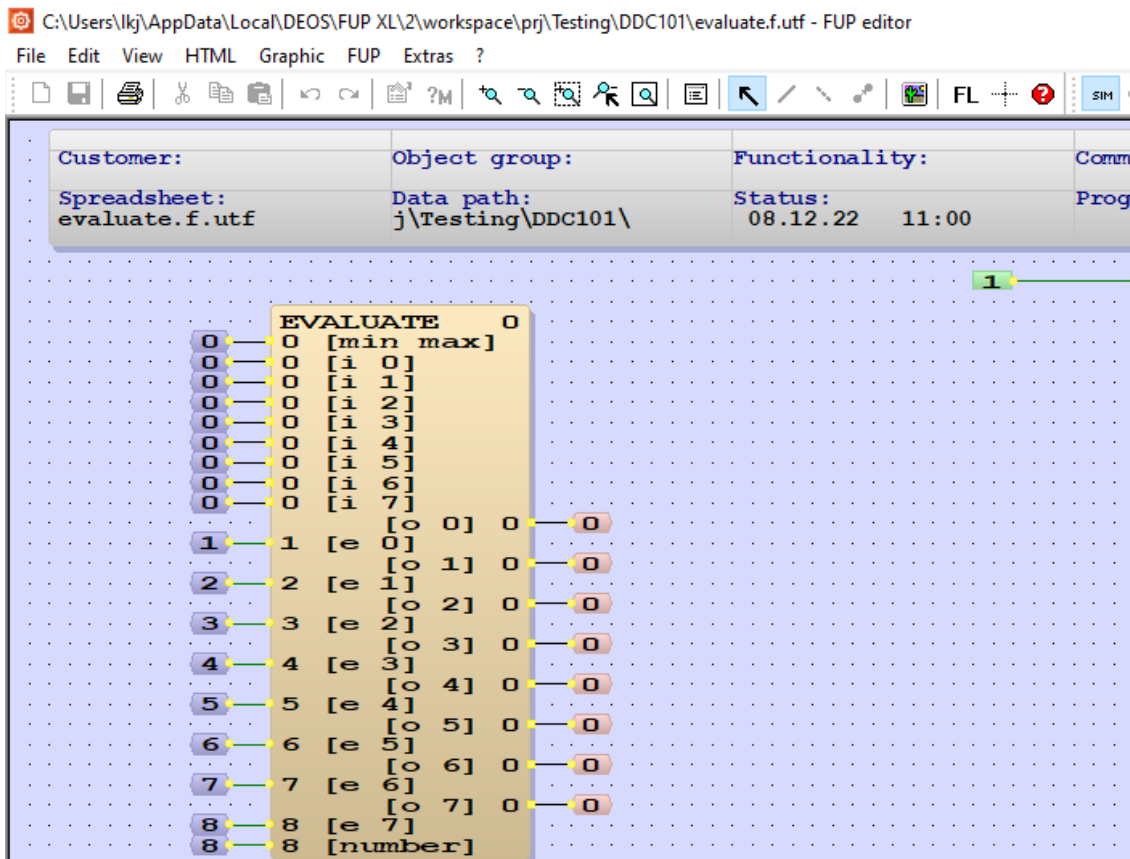 C:\Users\lkj\AppData\Local\DEOS\FUP XL\2\workspace\prj\Testing\DDC101\evaluate.f.utf - FUP editor
File Edit View HTML Graphic FUP Extras ?
?M FL SIM
Customer: Object group: Functionality: Comm
Spreadsheet: Data path: Status: Prog
evaluate.f.utf j\Testing\DDC101\ 08.12.22 11:00
1
EVALUATE 0
0 0 [min max]
0 0 [i 0]
0 0 [i 1]
0 0 [i 2]
0 0 [i 3]
0 0 [i 4]
0 0 [i 5]
0 0 [i 6]
0 0 [i 7]
[o 0] 0 0
1 1 [e 0]
[o 1] 0 0
2 2 [e 1]
[o 2] 0 0
3 3 [e 2]
[o 3] 0 0
4 4 [e 3]
[o 4] 0 0
5 5 [e 4]
[o 5] 0 0
6 6 [e 5]
[o 6] 0 0
7 7 [e 6]
[o 7] 0 0
8 8 [e 7]
8 8 [number]